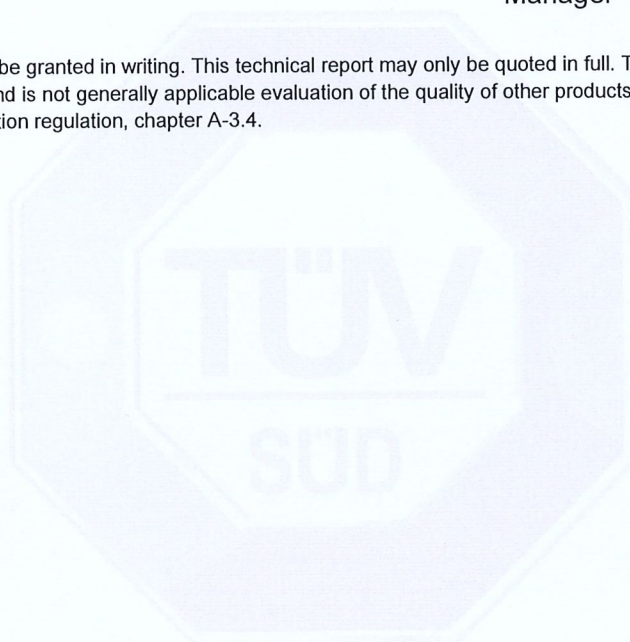 be granted in writing. This technical report may only be quoted in full. T
nd is not generally applicable evaluation of the quality of other products
tion regulation, chapter A-3.4.
TÜV
SÜD